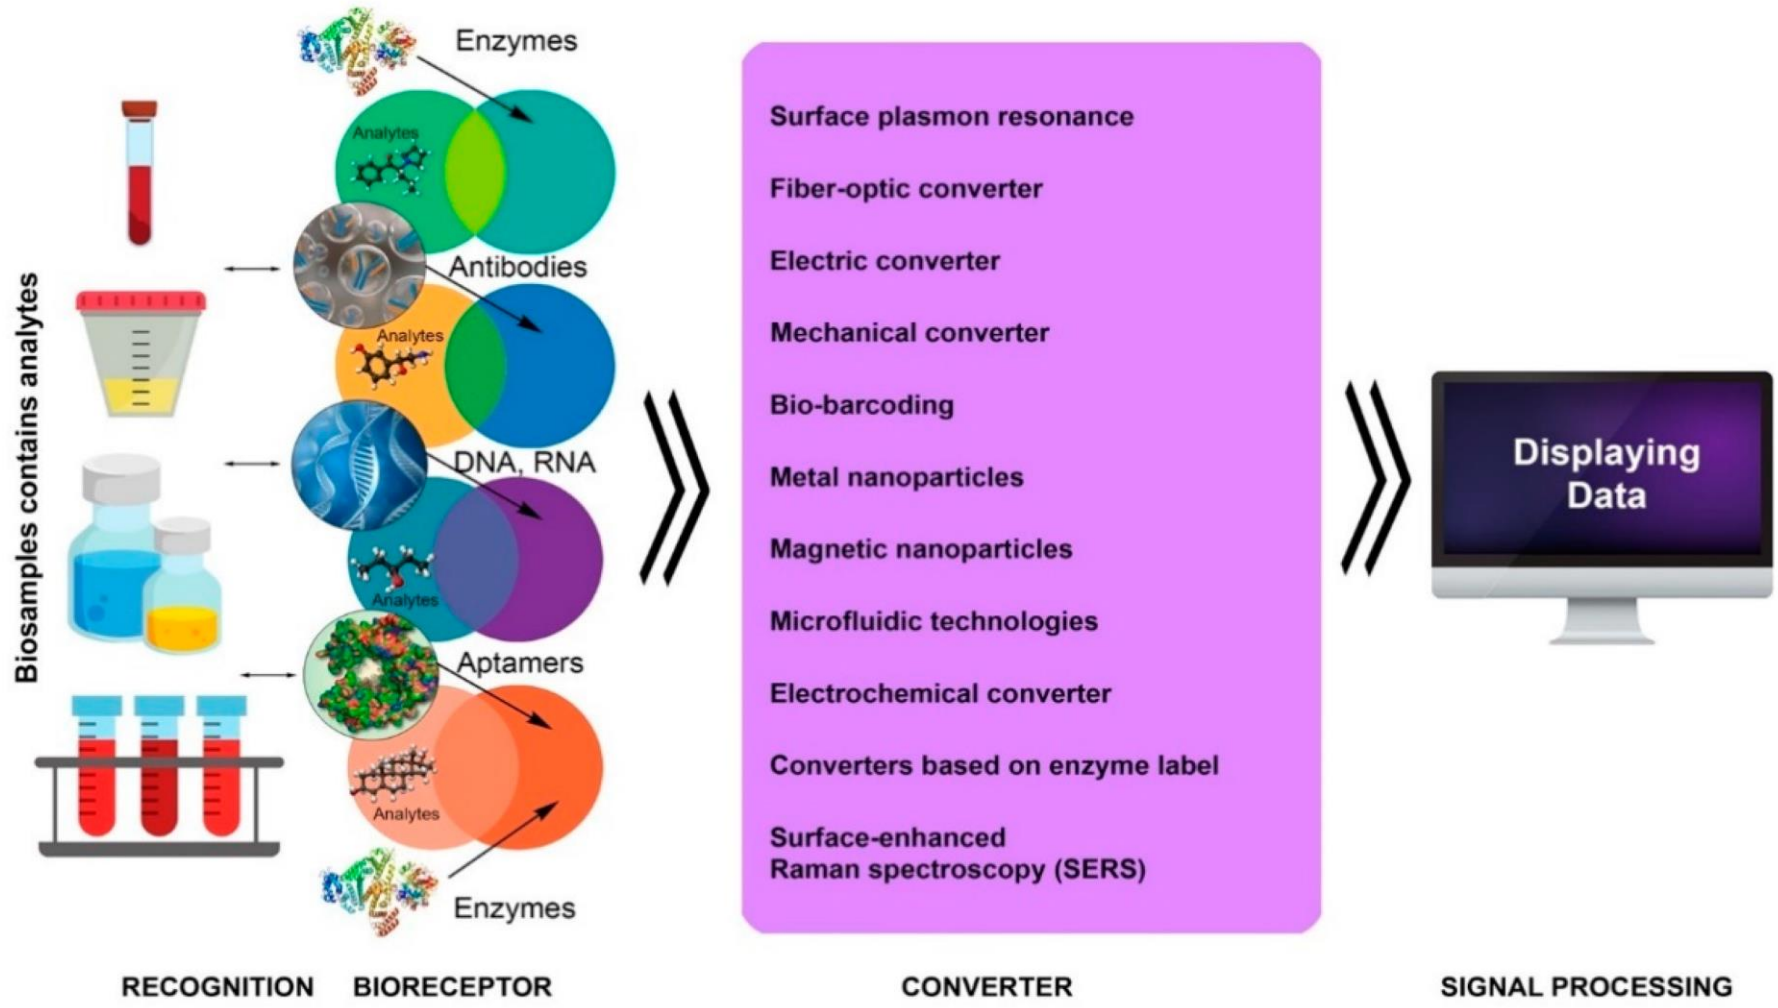 Biosamples contains analytes
Enzymes
Analytes
Antibodies
Analytes
DNA, RNA
Analytes
Aptamers
Analytes
Enzymes
Surface plasmon resonance
Fiber-optic converter
Electric converter
Mechanical converter
Bio-barcoding
Metal nanoparticles
Magnetic nanoparticles
Microfluidic technologies
Electrochemical converter
Converters based on enzyme label
Surface-enhanced
Raman spectroscopy (SERS)
Displaying
Data
RECOGNITION
BIORECEPTOR
CONVERTER
SIGNAL PROCESSING